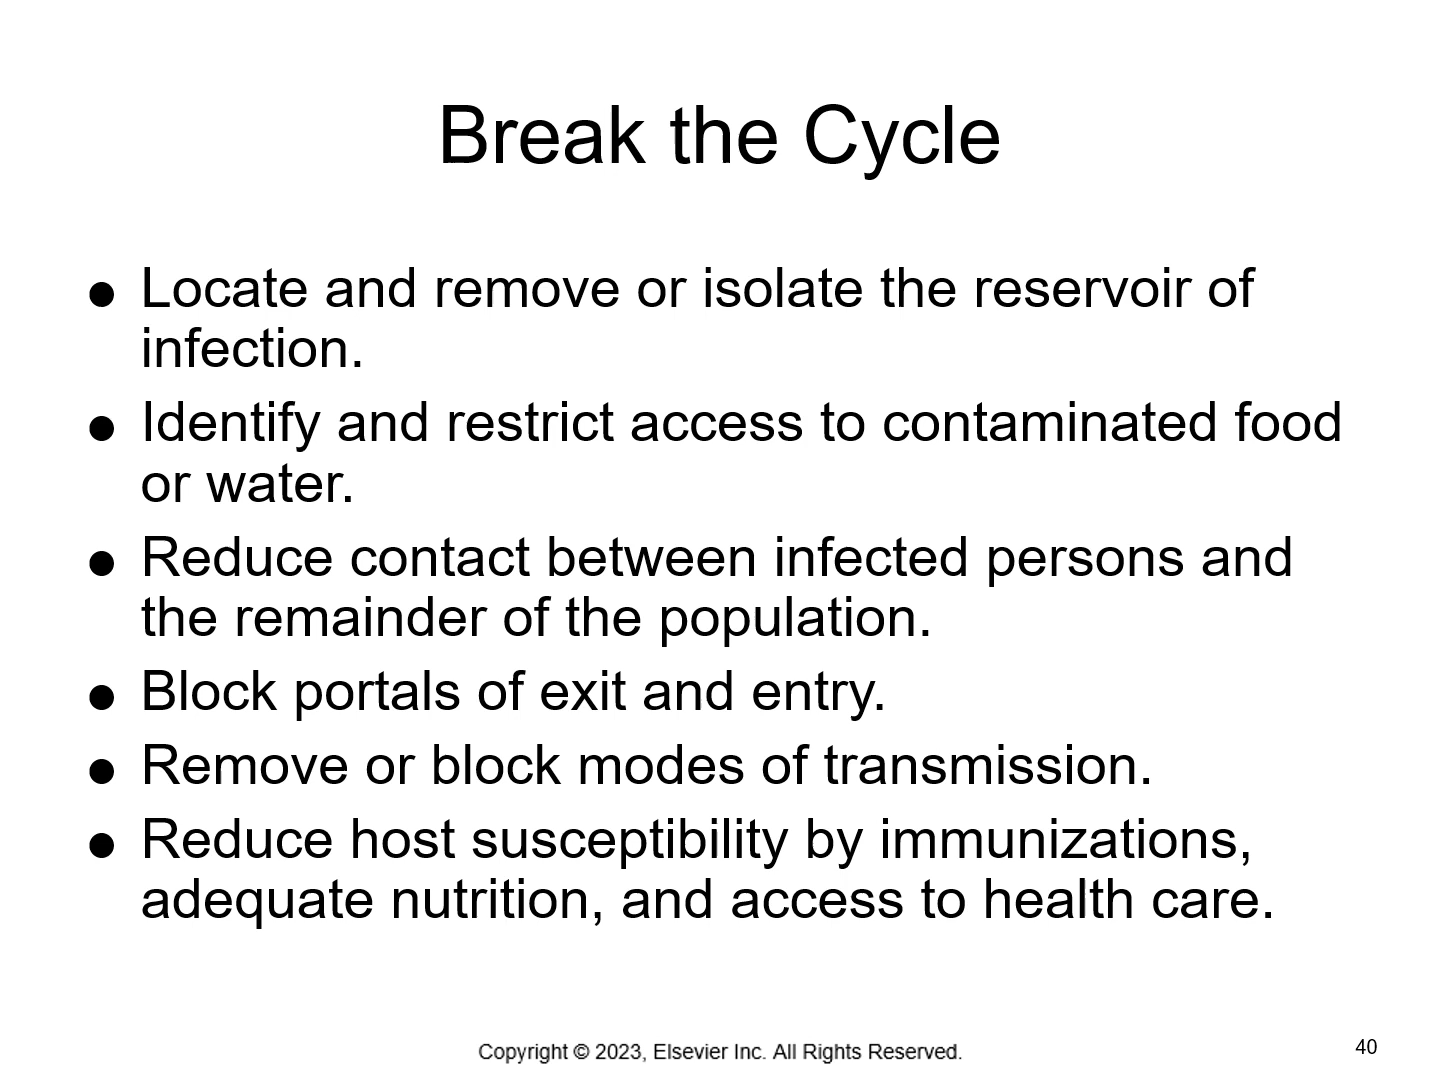 Break the Cycle
● Locate and remove or isolate the reservoir of
infection.
● Identify and restrict access to contaminated food
or water.
● Reduce contact between infected persons and
the remainder of the population.
● Block portals of exit and entry.
● Remove or block modes of transmission.
● Reduce host susceptibility by immunizations,
adequate nutrition, and access to health care.
Copyright © 2023, Elsevier Inc. All Rights Reserved.
40